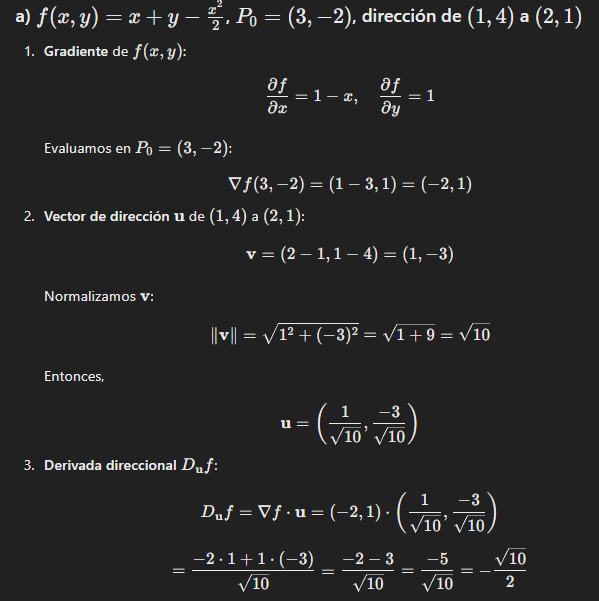 a) f(x, y) = x + y − x²/2, P₀ = (3, −2), dirección de (1, 4) a (2, 1)
1. Gradiente de f(x, y):
∂f/∂x = 1 − x, ∂f/∂y = 1
Evaluamos en P₀ = (3, −2):
∇f(3, −2) = (1 − 3, 1) = (−2, 1)
2. Vector de dirección u de (1, 4) a (2, 1):
v = (2 − 1, 1 − 4) = (1, −3)
Normalizamos v:
‖v‖ = √(1² + (−3)²) = √(1 + 9) = √10
Entonces,
u = (1/√10, −3/√10)
3. Derivada direccional D_u f:
D_u f = ∇f · u = (−2, 1) · (1/√10, −3/√10)
= (−2 · 1 + 1 · (−3))/√10 = (−2 − 3)/√10 = −5/√10 = −√10/2